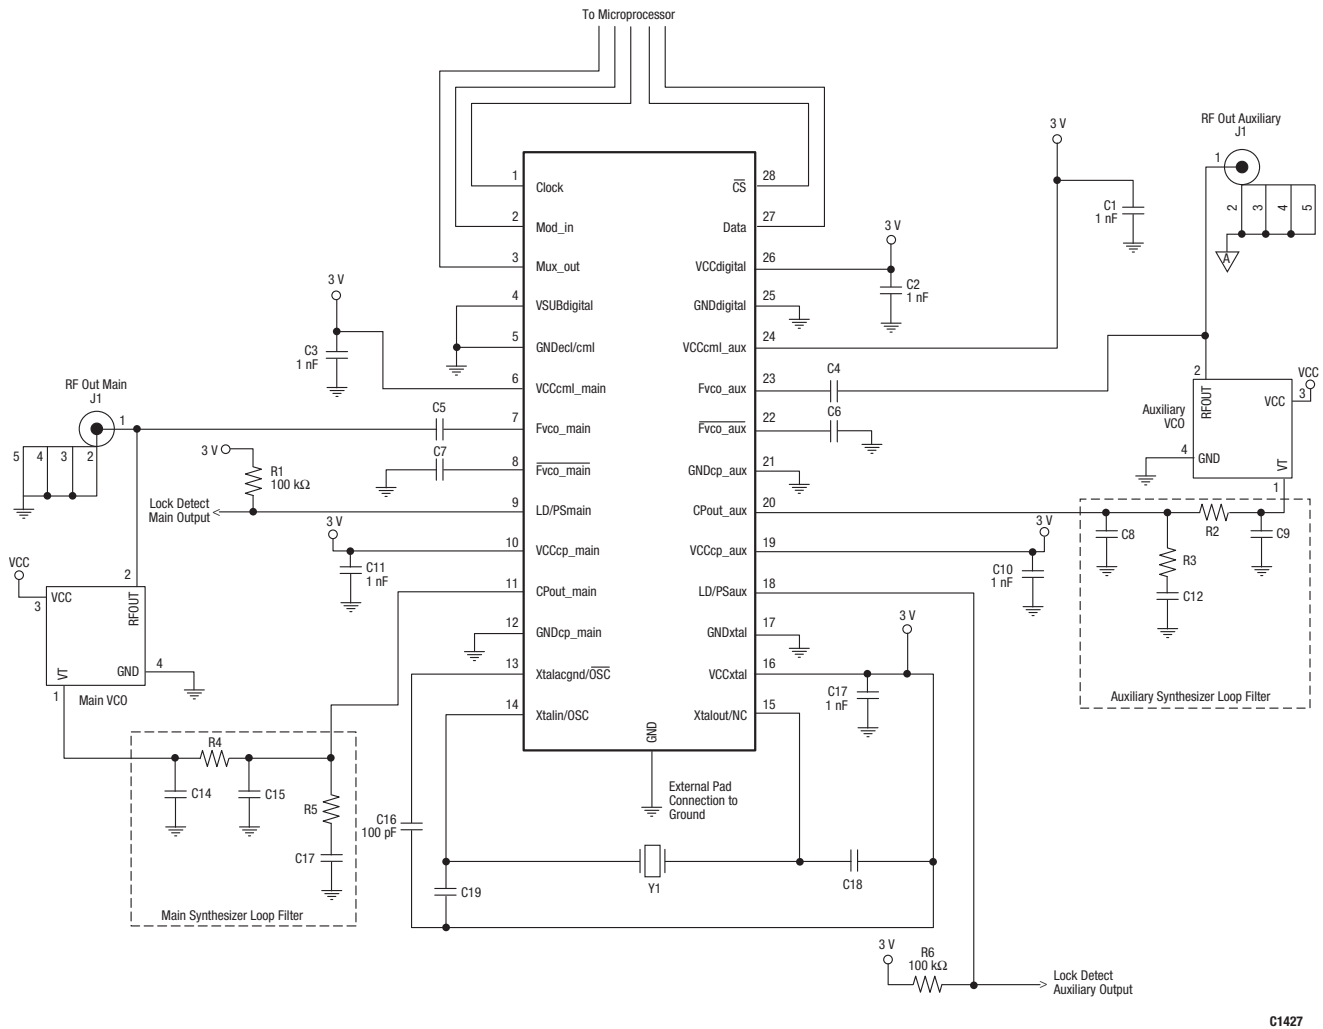 To Microprocessor
3 V
RF Out Auxiliary
J1
1
2
3
4
5
A
C1
1 nF
1
Clock
2
Mod_in
3
Mux_out
4
VSUBdigital
5
GNDecl/cml
6
VCCcml_main
7
Fvco_main
8
Fvco_main
9
LD/PSmain
10
VCCcp_main
11
CPout_main
12
GNDcp_main
13
Xtalacgnd/OSC
14
Xtalin/OSC
28
CS
27
Data
26
VCCdigital
25
GNDdigital
24
VCCcml_aux
23
Fvco_aux
22
Fvco_aux
21
GNDcp_aux
20
CPout_aux
19
VCCcp_aux
18
LD/PSaux
17
GNDxtal
16
VCCxtal
15
Xtalout/NC
GND
External Pad
Connection to
Ground
3 V
C2
1 nF
3 V
C3
1 nF
RF Out Main
J1
1
5
4
3
2
C5
C7
C4
C6
3 V
R1
100 kΩ
Lock Detect
Main Output
3 V
C11
1 nF
VCC
3
VCC
2
RFOUT
VT
GND
4
1
Main VCO
2
RFOUT
VCC
VCC
3
Auxiliary
VCO
4
GND
VT
1
C8
R2
C9
R3
C12
Auxiliary Synthesizer Loop Filter
3 V
C10
1 nF
3 V
C17
1 nF
R4
C14
C15
R5
C17
Main Synthesizer Loop Filter
C16
100 pF
C19
Y1
C18
3 V
R6
100 kΩ
Lock Detect
Auxiliary Output
C1427